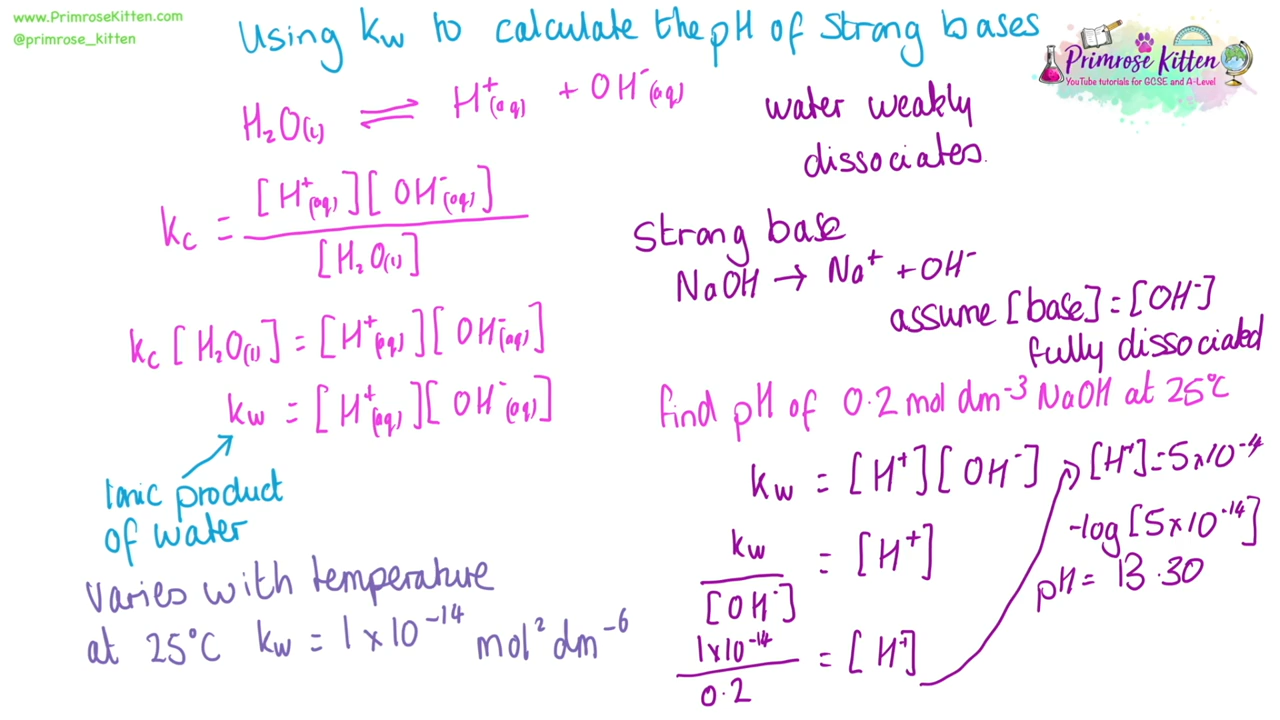 www.PrimroseKitten.com
@primrose_kitten
Using Kw to calculate the pH of strong bases
Primrose Kitten
YouTube tutorials for GCSE and A-Level
H₂O(l) ⇌ H⁺(aq) + OH⁻(aq)
water weakly
dissociates.
Kc = [H⁺(aq)][OH⁻(aq)]
[H₂O(l)]
Kc [H₂O(l)] = [H⁺(aq)][OH⁻(aq)]
Kw = [H⁺(aq)][OH⁻(aq)]
Ionic product
of water
Varies with temperature
at 25°C Kw = 1 x 10⁻¹⁴ mol² dm⁻⁶
Strong base
NaOH → Na⁺ + OH⁻
assume [base] = [OH⁻]
fully dissociated
Find pH of 0.2 mol dm⁻³ NaOH at 25°C
Kw = [H⁺][OH⁻]
Kw
[OH⁻]
= [H⁺]
1x10⁻¹⁴
0.2
= [H⁺]
[H⁺] = 5x10⁻¹⁴
-log [5x10⁻¹⁴]
pH = 13.30